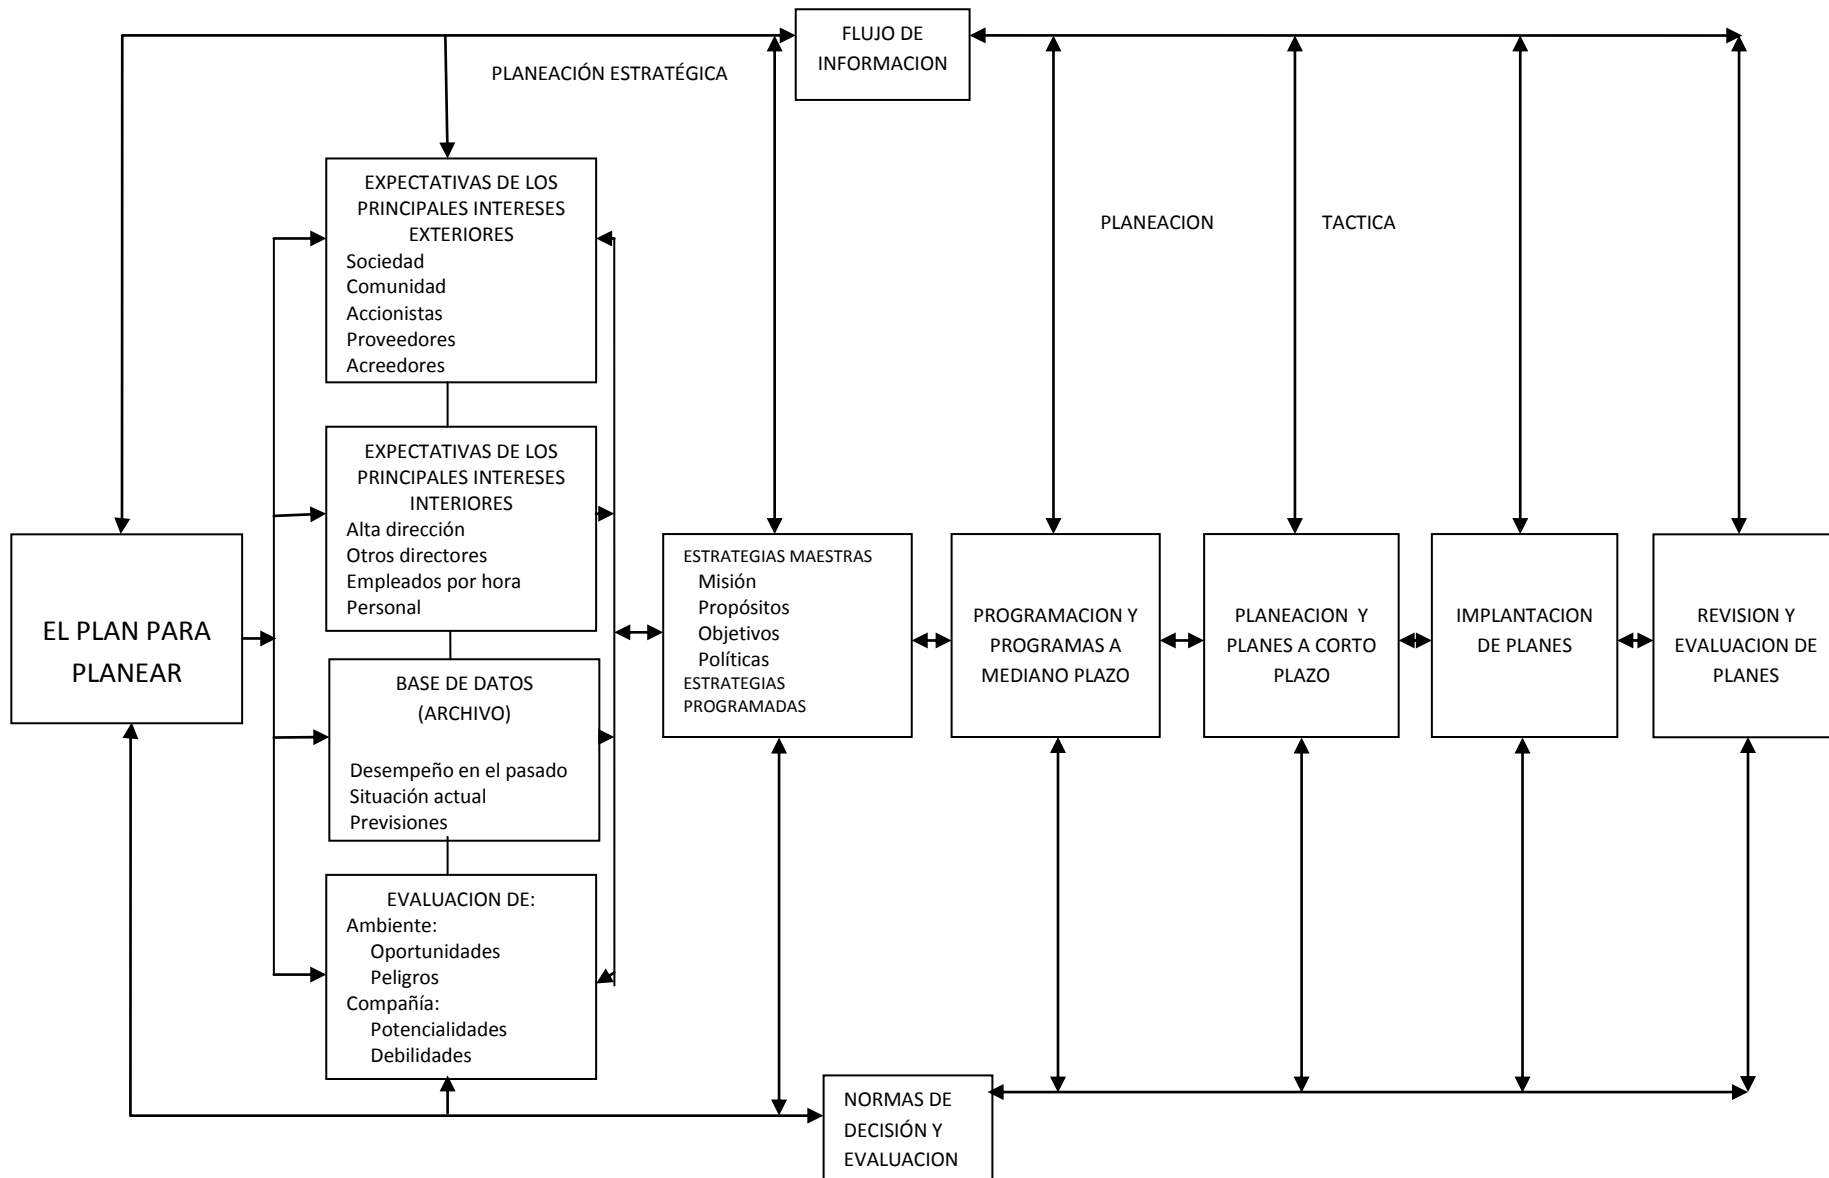 FLUJO DE
INFORMACION
PLANEACIÓN ESTRATÉGICA
EXPECTATIVAS DE LOS
PRINCIPALES INTERESES
EXTERIORES
Sociedad
Comunidad
Accionistas
Proveedores
Acreedores
PLANEACION TACTICA
EXPECTATIVAS DE LOS
PRINCIPALES INTERESES
INTERIORES
Alta dirección
Otros directores
Empleados por hora
Personal
EL PLAN PARA
PLANEAR
BASE DE DATOS
(ARCHIVO)
Desempeño en el pasado
Situación actual
Previsiones
EVALUACION DE:
Ambiente:
Oportunidades
Peligros
Compañía:
Potencialidades
Debilidades
ESTRATEGIAS MAESTRAS
Misión
Propósitos
Objetivos
Políticas
ESTRATEGIAS
PROGRAMADAS
PROGRAMACION Y
PROGRAMAS A
MEDIANO PLAZO
PLANEACION Y
PLANES A CORTO
PLAZO
IMPLANTACION
DE PLANES
REVISION Y
EVALUACION DE
PLANES
NORMAS DE
DECISIÓN Y
EVALUACION